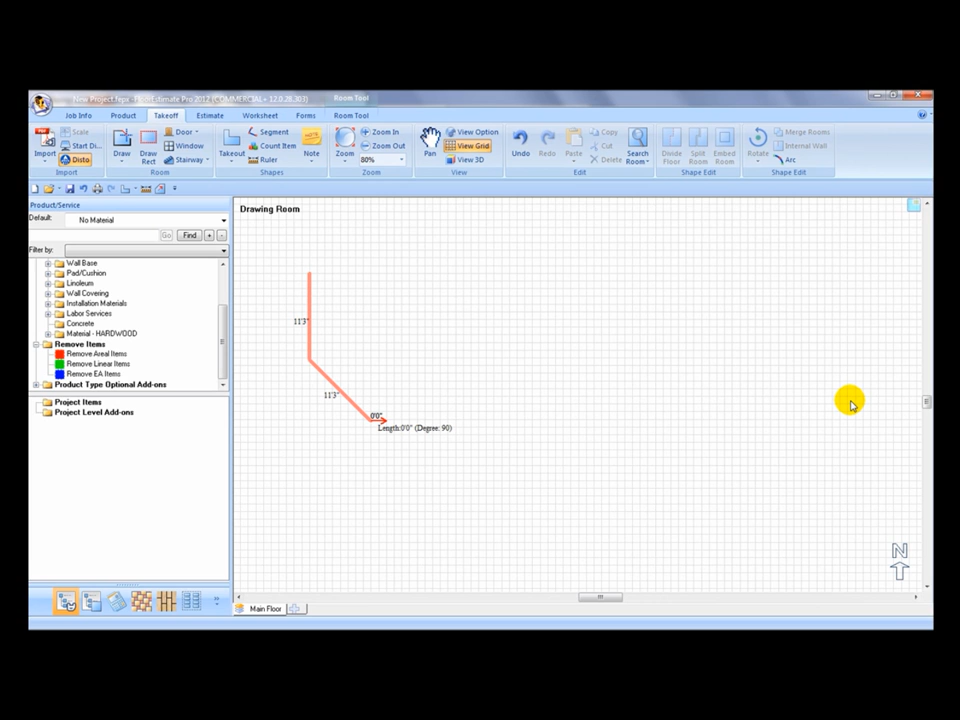 New Project.feps - FloorEstimate Pro 2012 (COMMERCIAL - 12.0.28.303)
Room Tool
Job Info Product Takeoff Estimate Worksheet Forms Room Tool
PDF
Import
Scale
Start Di...
Disto
Import
Draw
Draw Rect
Door
Window
Stairway
Room
Takeout
Segment
Count Item
Ruler
Shapes
NOTE
Note
Zoom
Zoom In
Zoom Out
80%
Zoom
Pan
View Option
View Grid
View 3D
View
Undo
Redo
Paste
Copy
Cut
Delete
Search Room
Edit
Divide Floor
Split Room
Embed Room
Shape Edit
Rotate
Merge Rooms
Internal Wall
Arc
Shape Edit
Product/Service
Default: No Material
Go Find + -
Filter by:
Wall Base
Pad/Cushion
Linoleum
Wall Covering
Installation Materials
Labor Services
Concrete
Material - HARDWOOD
Remove Items
Remove Areal Items
Remove Linear Items
Remove EA Items
Product Type Optional Add-ons
Project Items
Project Level Add-ons
Drawing Room
11'3"
11'3"
0'0"
Length:0'0" (Degree: 90)
N
Main Floor